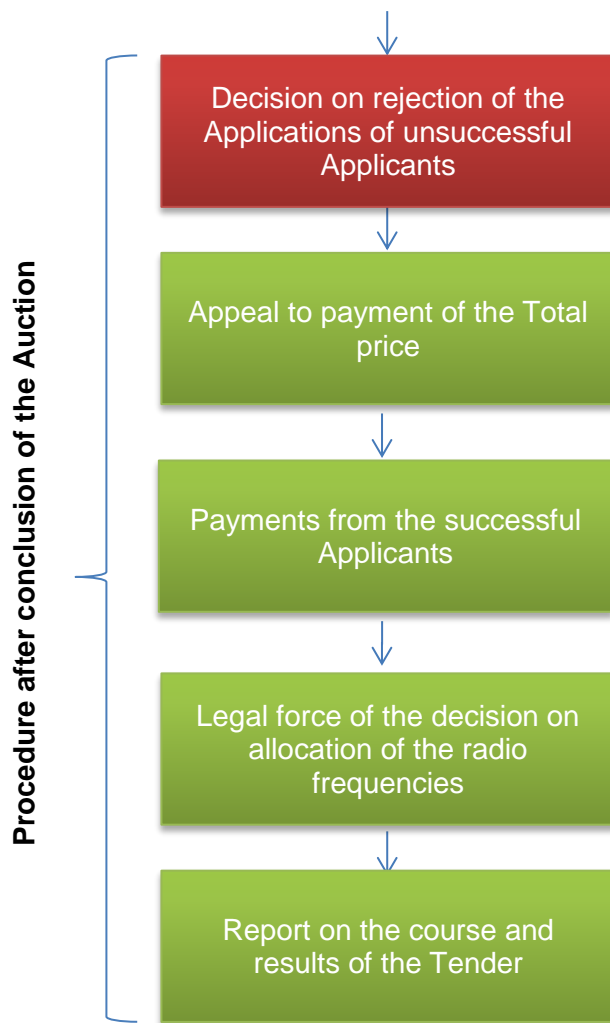 Procedure after conclusion of the Auction
Decision on rejection of the
Applications of unsuccessful
Applicants
Appeal to payment of the Total
price
Payments from the successful
Applicants
Legal force of the decision on
allocation of the radio
frequencies
Report on the course and
results of the Tender